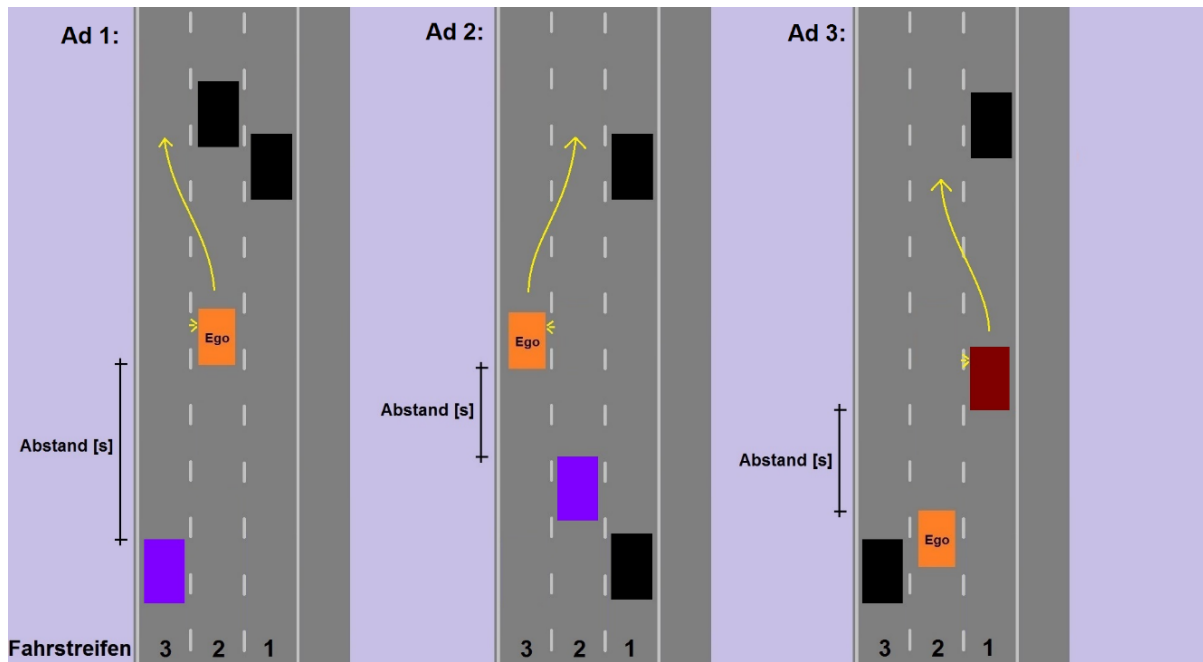 Ad 1:
Ego
Abstand [s]
Ad 2:
Ego
Abstand [s]
Ad 3:
Abstand [s]
Ego
Fahrstreifen 3 2 1 3 2 1 3 2 1